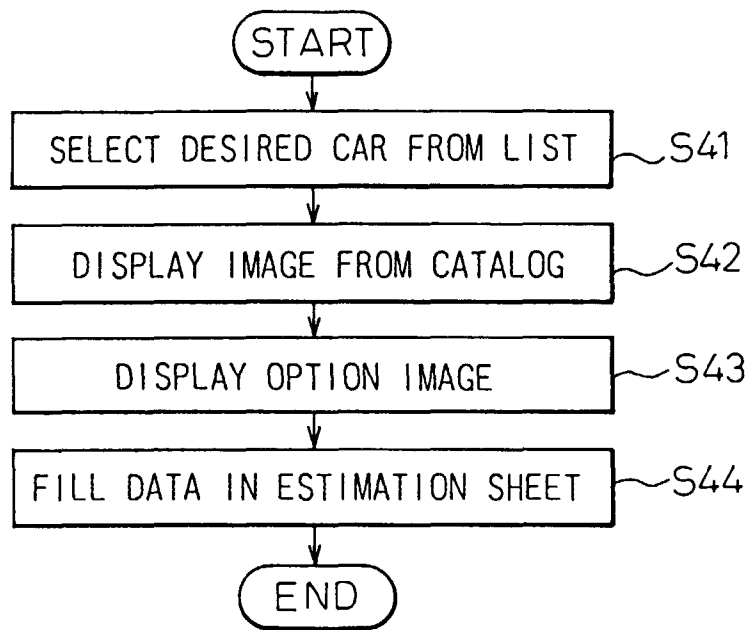 START
SELECT DESIRED CAR FROM LIST S41
DISPLAY IMAGE FROM CATALOG S42
DISPLAY OPTION IMAGE S43
FILL DATA IN ESTIMATION SHEET S44
END